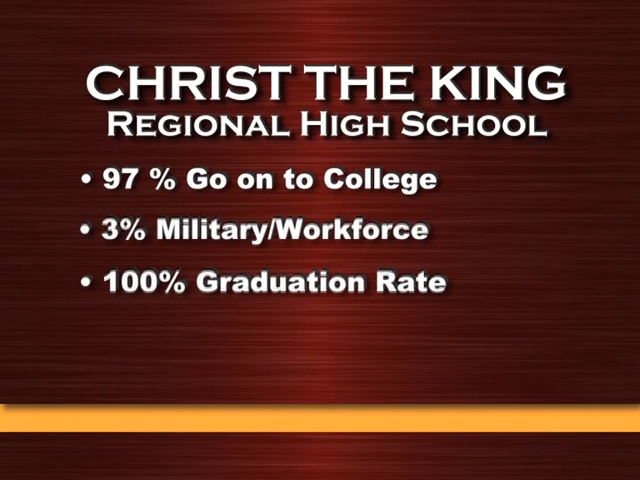 CHRIST THE KING
REGIONAL HIGH SCHOOL
• 97 % Go on to College
• 3% Military/Workforce
• 100% Graduation Rate